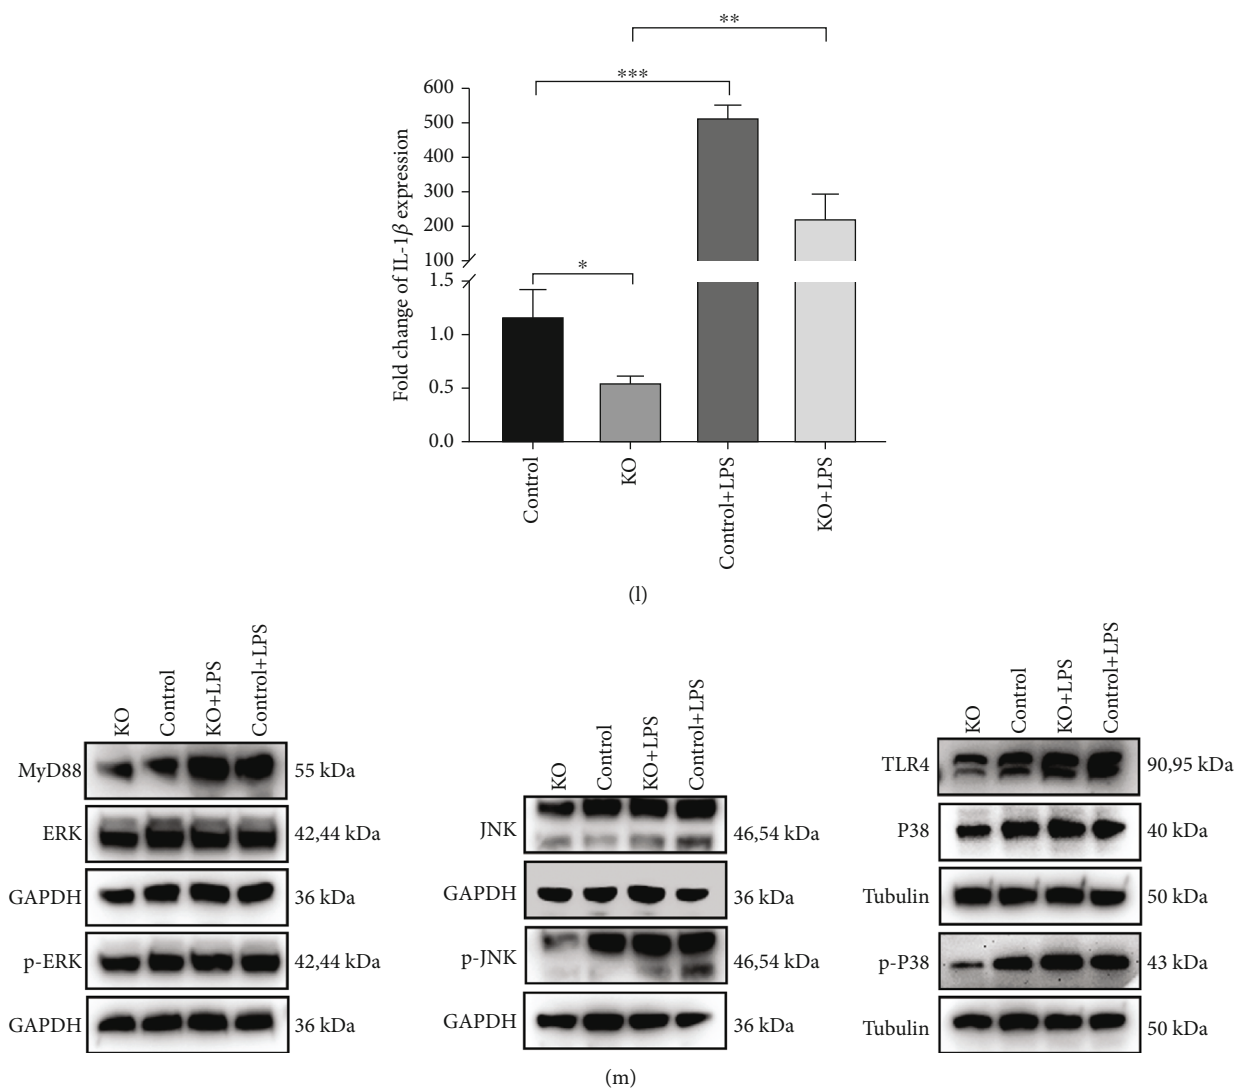 **
***
600
500
400
300
200
100
1.5
*
1.0
0.5
0.0
Fold change of IL-1β expression
Control
KO
Control+LPS
KO+LPS
(l)
KO
Control
KO+LPS
Control+LPS
MyD88 55 kDa
ERK 42,44 kDa
GAPDH 36 kDa
p-ERK 42,44 kDa
GAPDH 36 kDa
KO
Control
KO+LPS
Control+LPS
JNK 46,54 kDa
GAPDH 36 kDa
p-JNK 46,54 kDa
GAPDH 36 kDa
KO
Control
KO+LPS
Control+LPS
TLR4 90,95 kDa
P38 40 kDa
Tubulin 50 kDa
p-P38 43 kDa
Tubulin 50 kDa
(m)